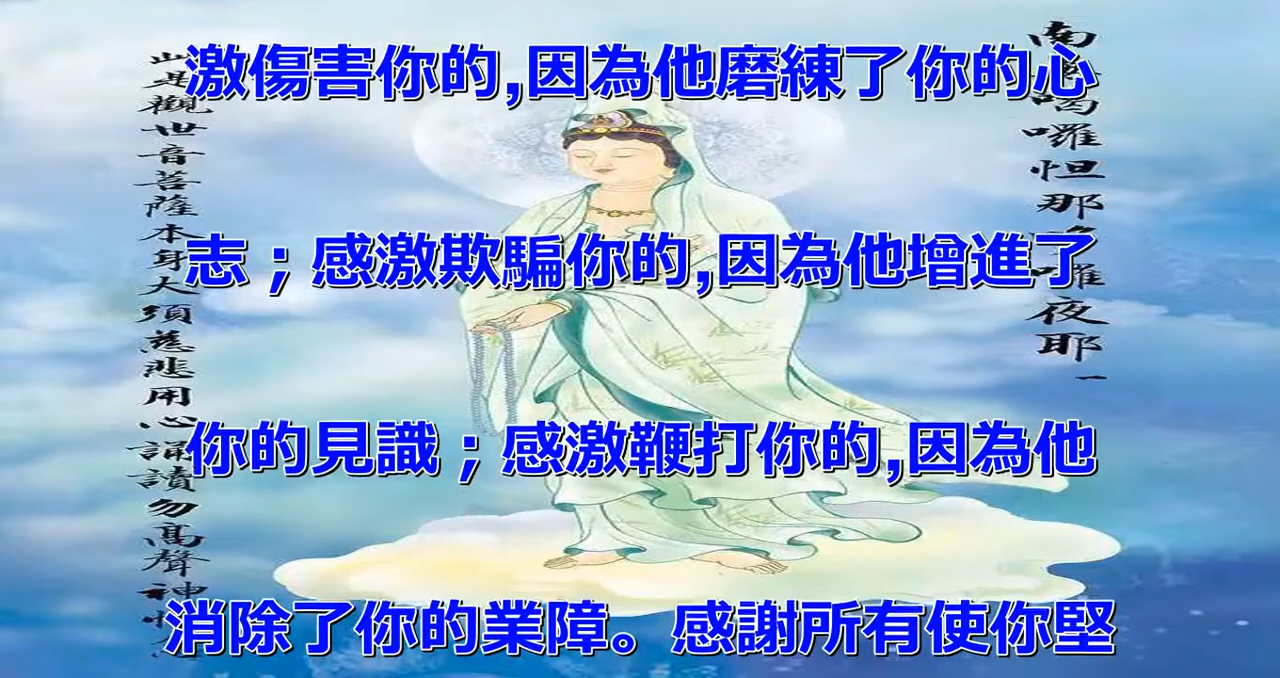 激傷害你的,因為他磨練了你的心
志；感激欺騙你的,因為他增進了
你的見識；感激鞭打你的,因為他
消除了你的業障。感謝所有使你堅
南喝囉怛那夜耶一
此是觀世音菩薩本身大須慈悲用心誦讀勿高聲神